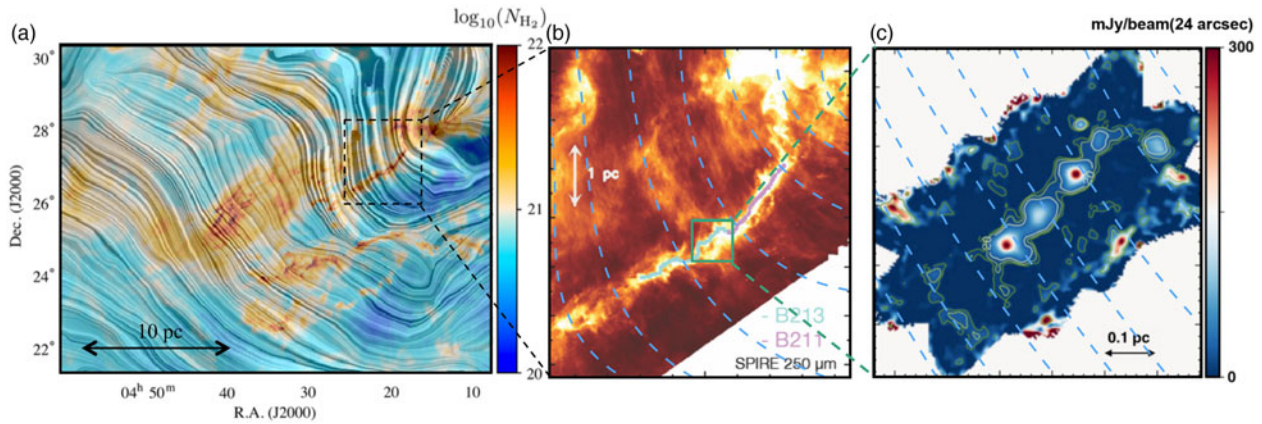 (a)
log₁₀(N_H₂)
30°
28°
26°
24°
22°
Dec. (J2000)
10 pc
04ʰ 50ᵐ 40 30 20 10
R.A. (J2000)
22
21
20
(b)
1 pc
- B213
- B211
SPIRE 250 µm
(c)
mJy/beam(24 arcsec)
300
0.1 pc
0